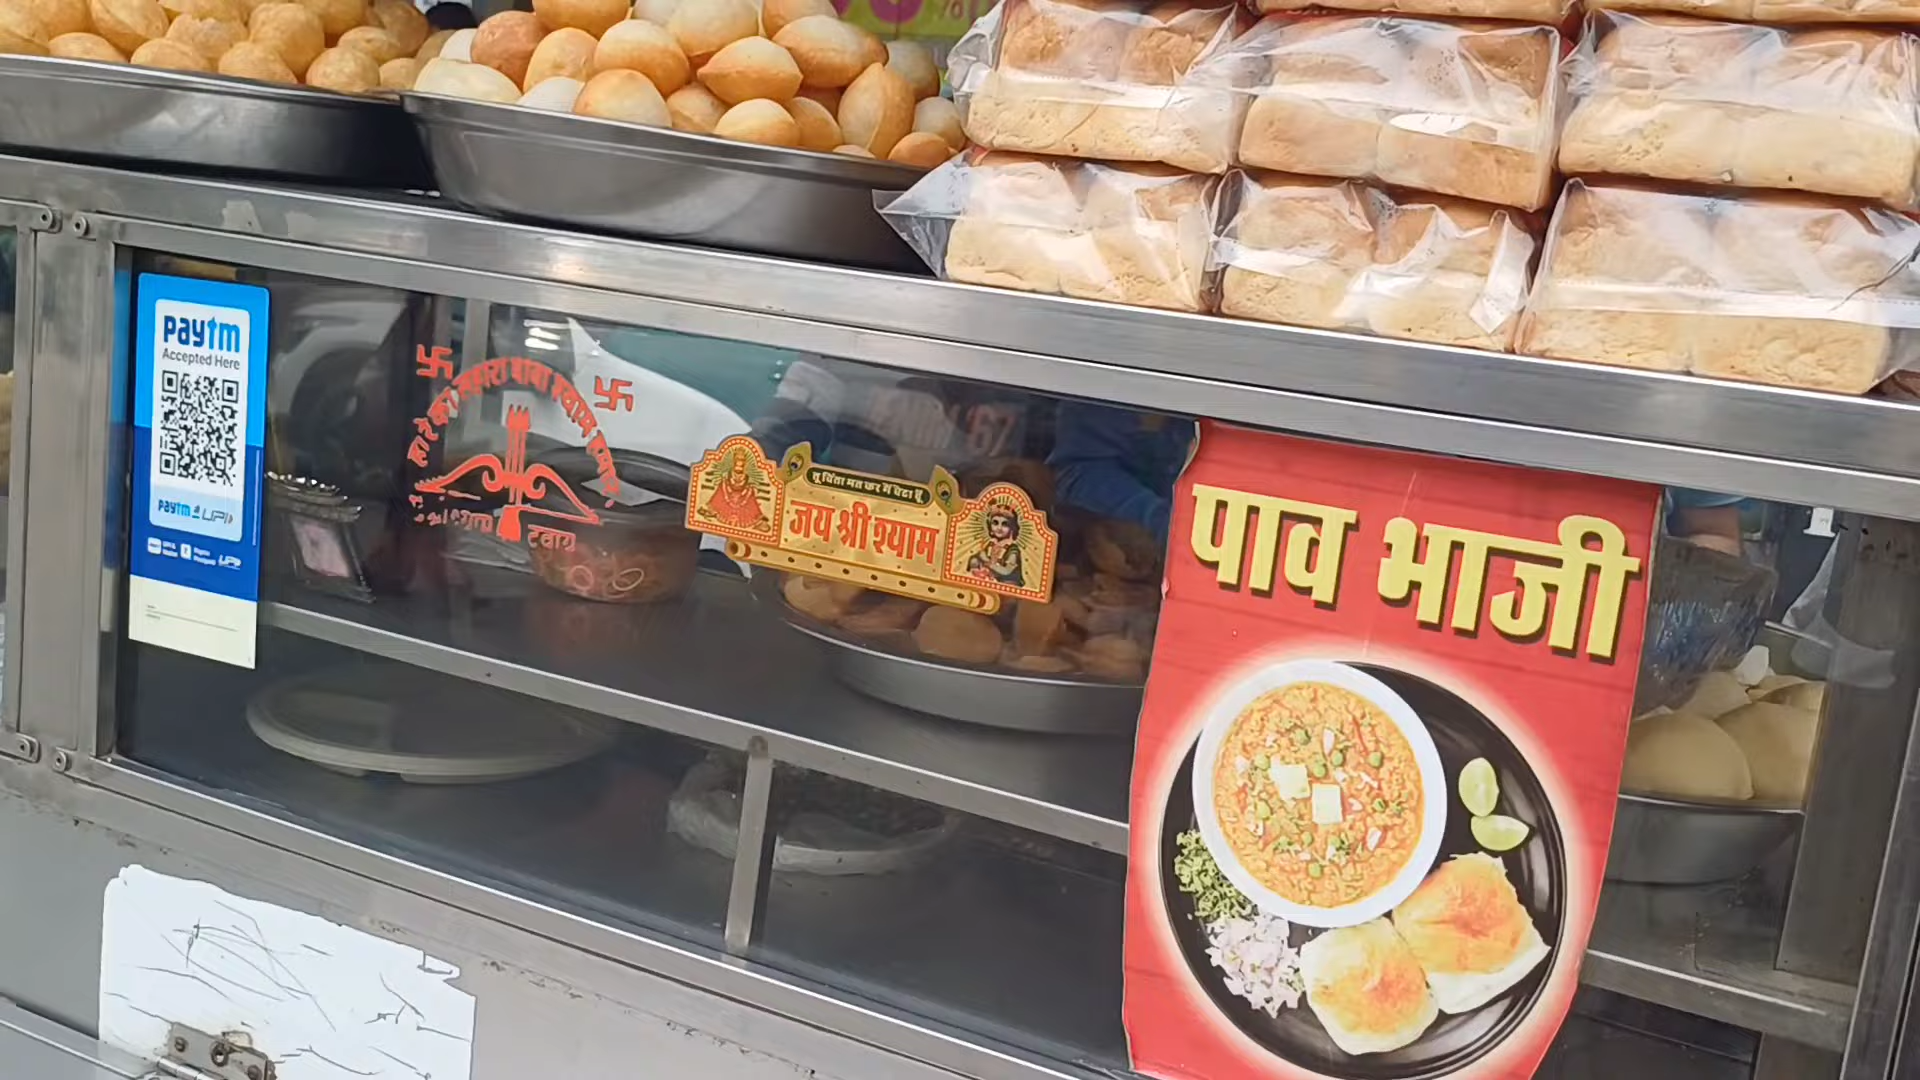 paytm
Accepted Here
paytm UPI
हारे का सहारा बाबा श्याम हमारा
जय श्री श्याम
तू चिंता मत कर मैं बैठा हूँ
पाव भाजी